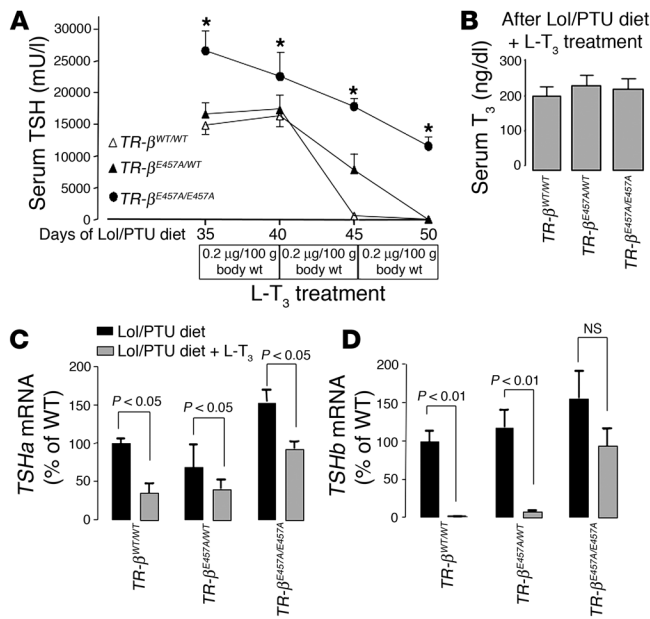 A
Serum TSH (mU/l)
30000
25000
20000
15000
10000
5000
0
* * * *
TR-β^WT/WT
TR-β^E457A/WT
TR-β^E457A/E457A
Days of LoI/PTU diet 35 40 45 50
0.2 µg/100 g body wt
0.2 µg/100 g body wt
0.2 µg/100 g body wt
L-T₃ treatment
B
After LoI/PTU diet
+ L-T₃ treatment
Serum T₃ (ng/dl)
300
200
100
0
TR-β^WT/WT
TR-β^E457A/WT
TR-β^E457A/E457A
C
LoI/PTU diet
LoI/PTU diet + L-T₃
TSHa mRNA
(% of WT)
200
150
100
50
0
P < 0.05
P < 0.05
P < 0.05
TR-β^WT/WT
TR-β^E457A/WT
TR-β^E457A/E457A
D
TSHb mRNA
(% of WT)
200
150
100
50
0
P < 0.01
P < 0.01
NS
TR-β^WT/WT
TR-β^E457A/WT
TR-β^E457A/E457A